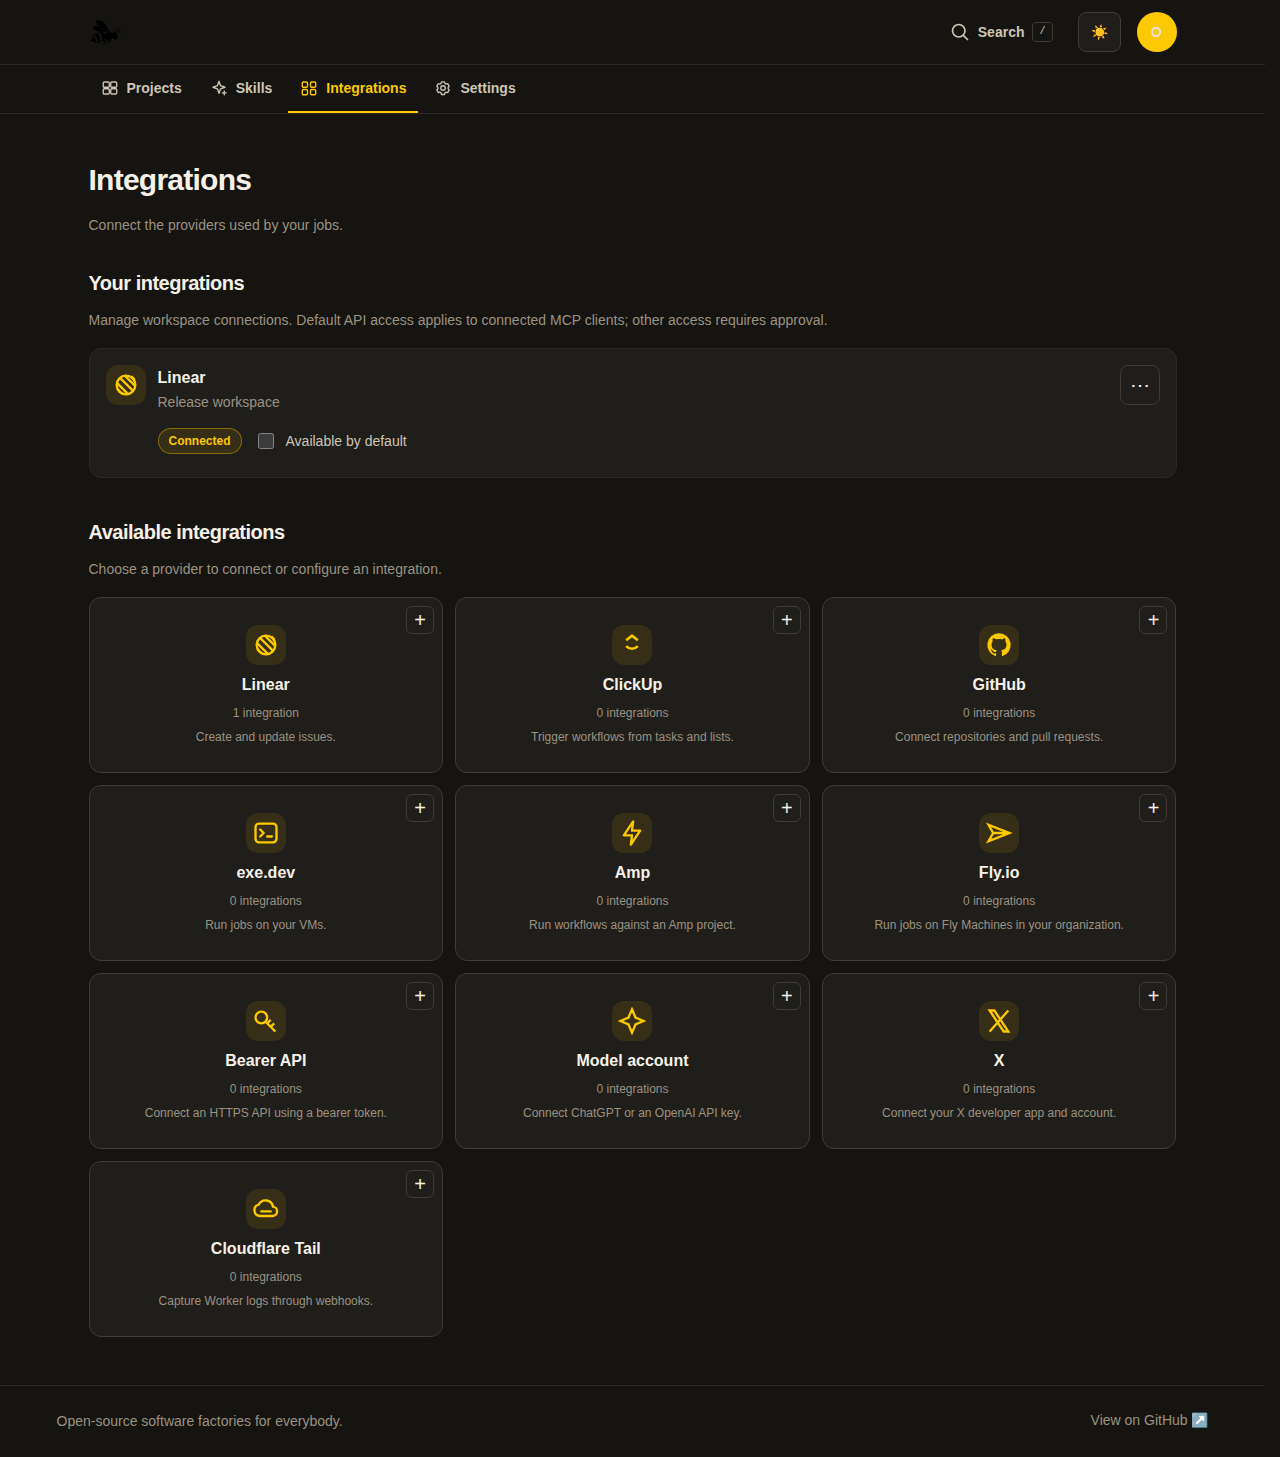 Search /
O
Projects
Skills
Integrations
Settings
Integrations
Connect the providers used by your jobs.
Your integrations
Manage workspace connections. Default API access applies to connected MCP clients; other access requires approval.
Linear
Release workspace
Connected
Available by default
Available integrations
Choose a provider to connect or configure an integration.
Linear
1 integration
Create and update issues.
ClickUp
0 integrations
Trigger workflows from tasks and lists.
GitHub
0 integrations
Connect repositories and pull requests.
exe.dev
0 integrations
Run jobs on your VMs.
Amp
0 integrations
Run workflows against an Amp project.
Fly.io
0 integrations
Run jobs on Fly Machines in your organization.
Bearer API
0 integrations
Connect an HTTPS API using a bearer token.
Model account
0 integrations
Connect ChatGPT or an OpenAI API key.
X
0 integrations
Connect your X developer app and account.
Cloudflare Tail
0 integrations
Capture Worker logs through webhooks.
Open-source software factories for everybody.
View on GitHub ↗